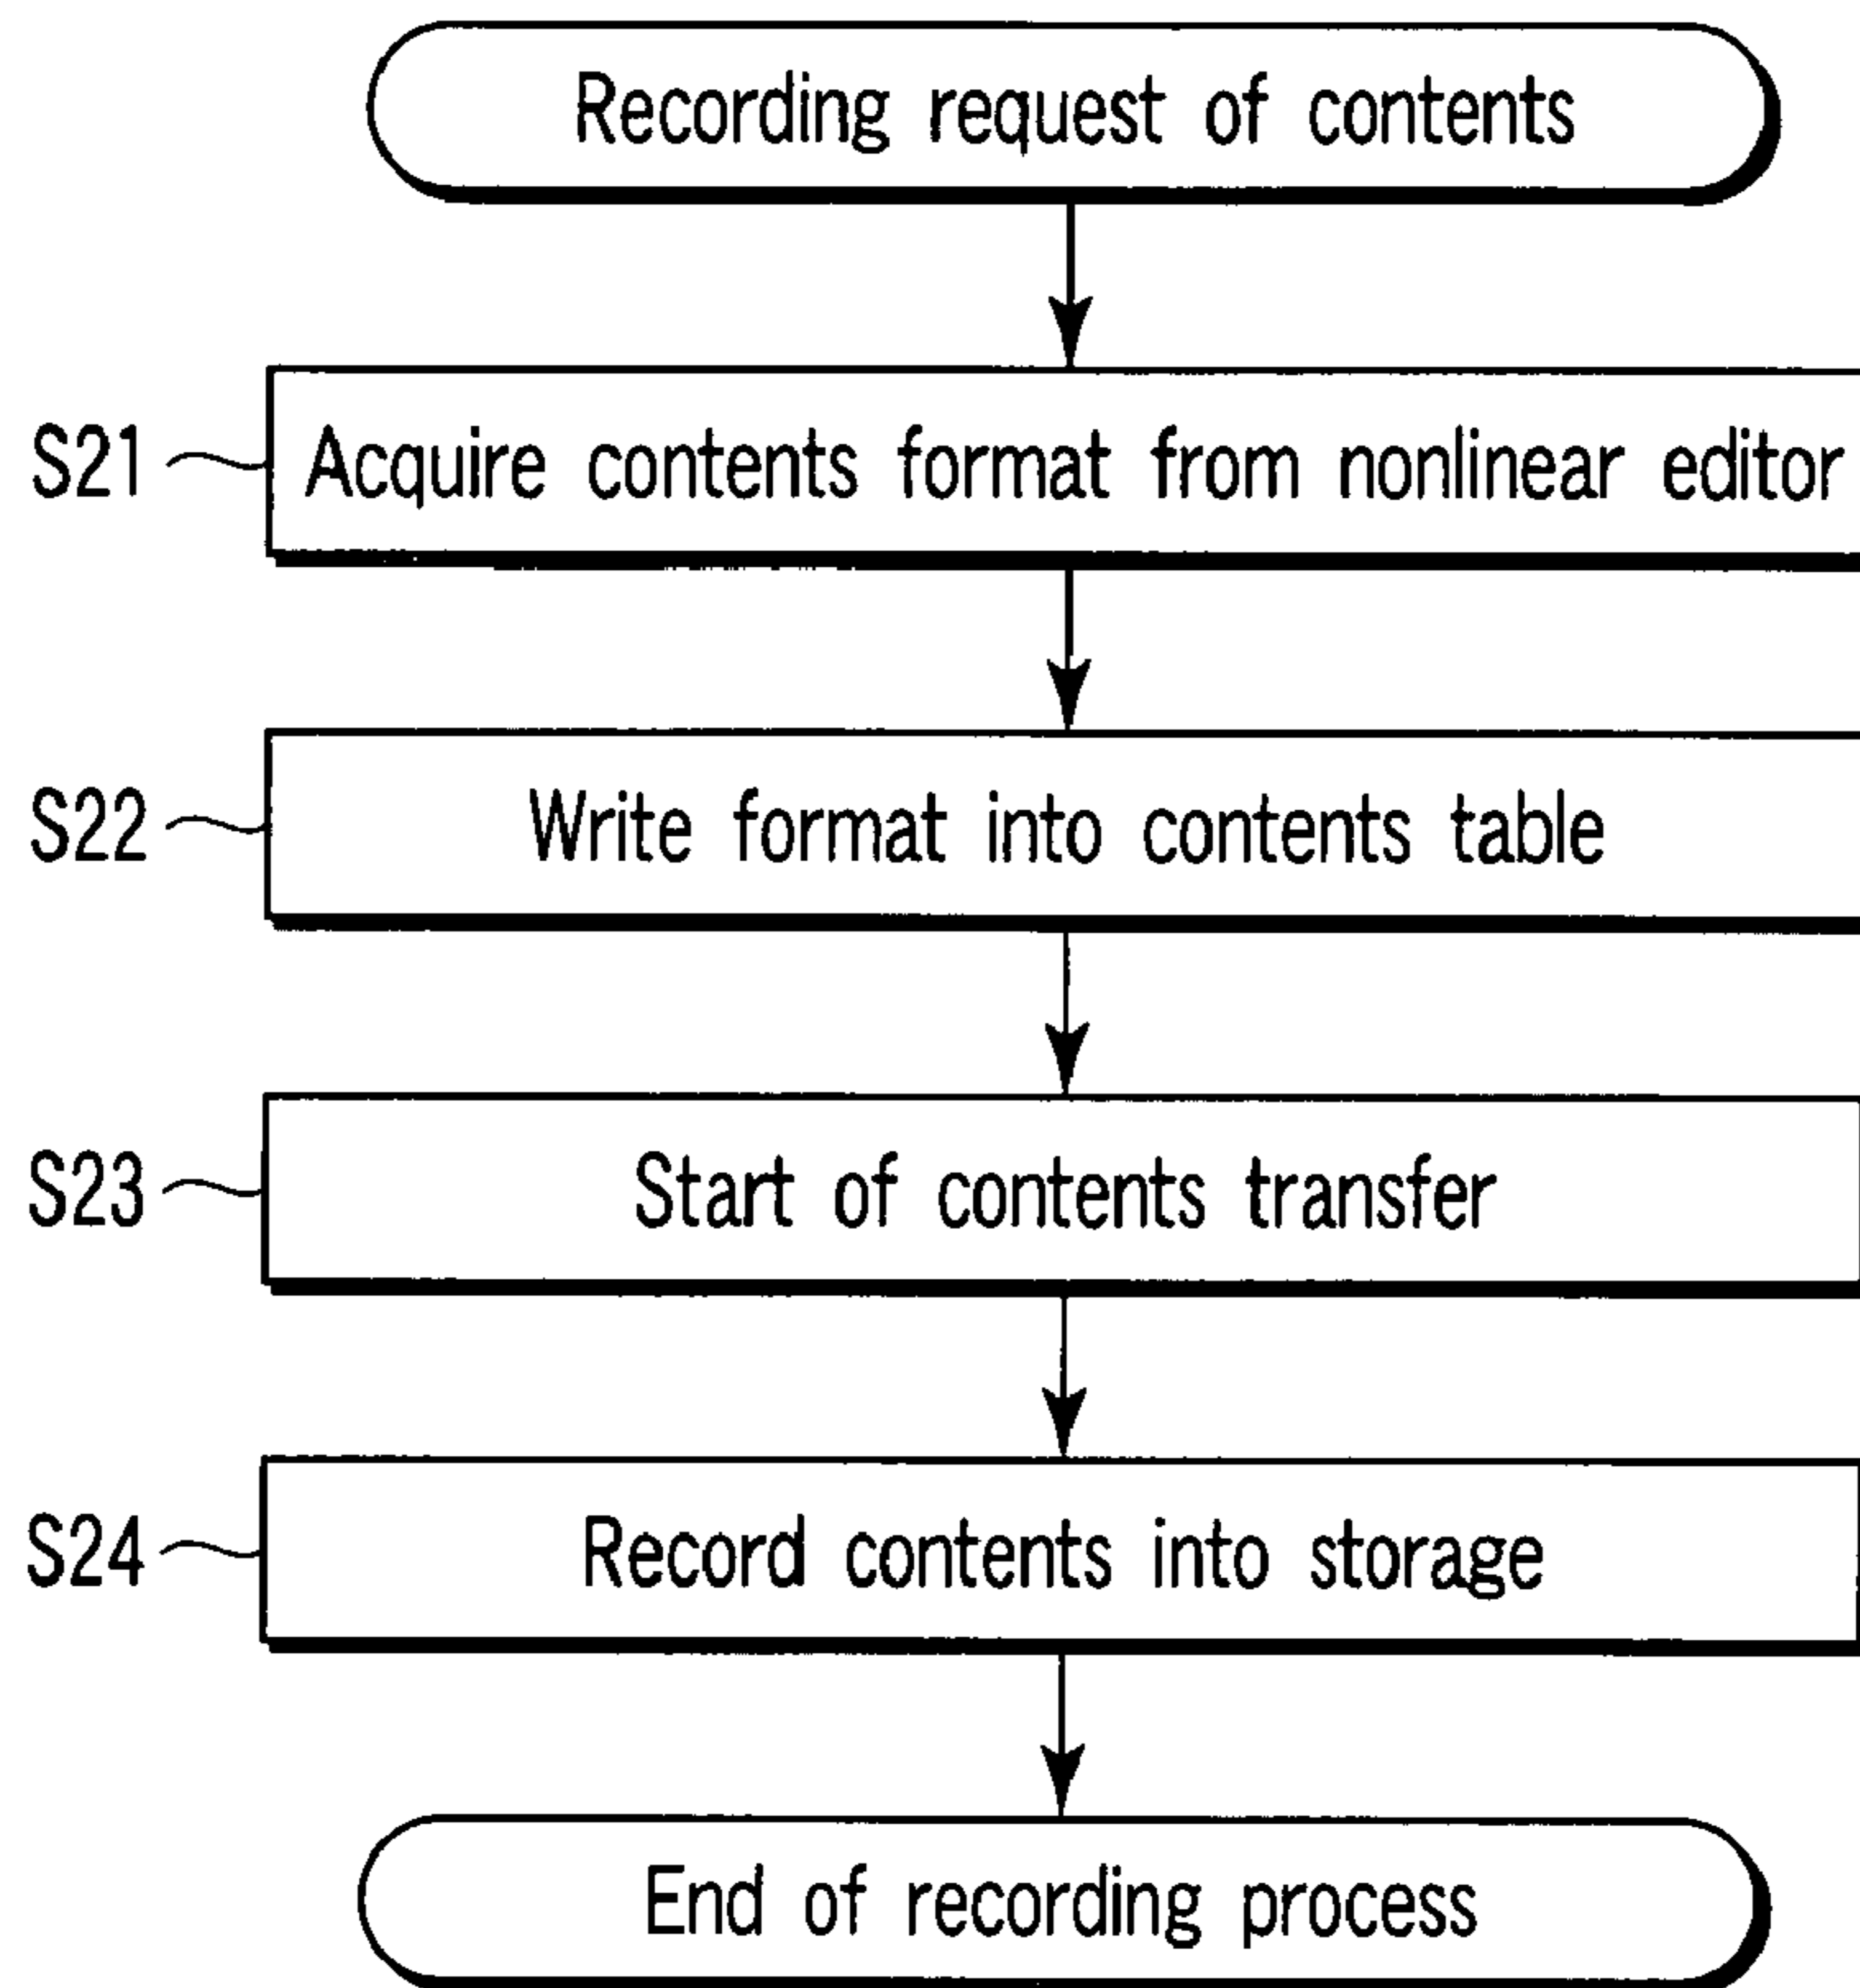 Recording request of contents
S21 Acquire contents format from nonlinear editor
S22 Write format into contents table
S23 Start of contents transfer
S24 Record contents into storage
End of recording process